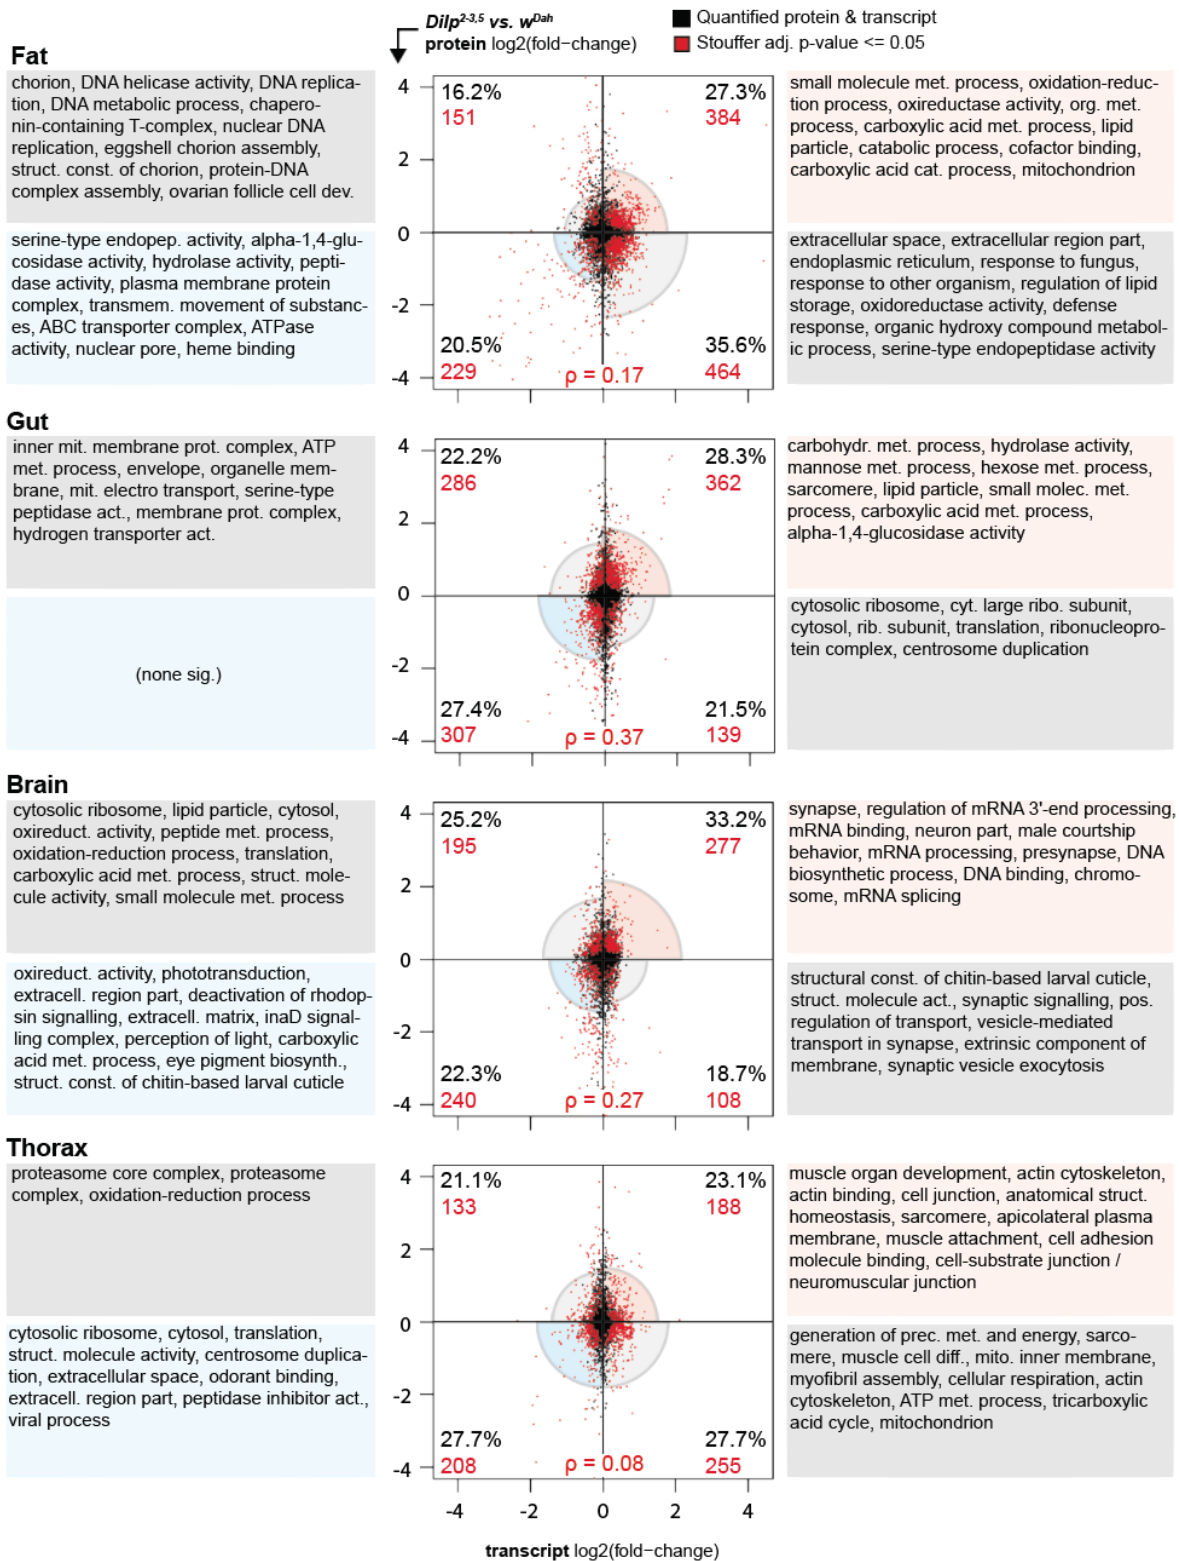 Dilp2-3,5 vs. wDah
protein log2(fold−change)
Quantified protein & transcript
Stouffer adj. p-value <= 0.05
Fat
chorion, DNA helicase activity, DNA replica-
tion, DNA metabolic process, chapero-
nin-containing T-complex, nuclear DNA
replication, eggshell chorion assembly,
struct. const. of chorion, protein-DNA
complex assembly, ovarian follicle cell dev.
serine-type endopep. activity, alpha-1,4-glu-
cosidase activity, hydrolase activity, pepti-
dase activity, plasma membrane protein
complex, transmem. movement of substanc-
es, ABC transporter complex, ATPase
activity, nuclear pore, heme binding
4
2
0
-2
-4
16.2%
151
27.3%
384
20.5%
229
35.6%
464
ρ = 0.17
small molecule met. process, oxidation-reduc-
tion process, oxireductase activity, org. met.
process, carboxylic acid met. process, lipid
particle, catabolic process, cofactor binding,
carboxylic acid cat. process, mitochondrion
extracellular space, extracellular region part,
endoplasmic reticulum, response to fungus,
response to other organism, regulation of lipid
storage, oxidoreductase activity, defense
response, organic hydroxy compound metabol-
ic process, serine-type endopeptidase activity
Gut
inner mit. membrane prot. complex, ATP
met. process, envelope, organelle mem-
brane, mit. electro transport, serine-type
peptidase act., membrane prot. complex,
hydrogen transporter act.
(none sig.)
4
2
0
-2
-4
22.2%
286
28.3%
362
27.4%
307
21.5%
139
ρ = 0.37
carbohydr. met. process, hydrolase activity,
mannose met. process, hexose met. process,
sarcomere, lipid particle, small molec. met.
process, carboxylic acid met. process,
alpha-1,4-glucosidase activity
cytosolic ribosome, cyt. large ribo. subunit,
cytosol, rib. subunit, translation, ribonucleopro-
tein complex, centrosome duplication
Brain
cytosolic ribosome, lipid particle, cytosol,
oxireduct. activity, peptide met. process,
oxidation-reduction process, translation,
carboxylic acid met. process, struct. mole-
cule activity, small molecule met. process
oxireduct. activity, phototransduction,
extracell. region part, deactivation of rhodop-
sin signalling, extracell. matrix, inaD signal-
ling complex, perception of light, carboxylic
acid met. process, eye pigment biosynth.,
struct. const. of chitin-based larval cuticle
4
2
0
-2
-4
25.2%
195
33.2%
277
22.3%
240
18.7%
108
ρ = 0.27
synapse, regulation of mRNA 3'-end processing,
mRNA binding, neuron part, male courtship
behavior, mRNA processing, presynapse, DNA
biosynthetic process, DNA binding, chromo-
some, mRNA splicing
structural const. of chitin-based larval cuticle,
struct. molecule act., synaptic signalling, pos.
regulation of transport, vesicle-mediated
transport in synapse, extrinsic component of
membrane, synaptic vesicle exocytosis
Thorax
proteasome core complex, proteasome
complex, oxidation-reduction process
cytosolic ribosome, cytosol, translation,
struct. molecule activity, centrosome duplica-
tion, extracellular space, odorant binding,
extracell. region part, peptidase inhibitor act.,
viral process
4
2
0
-2
-4
21.1%
133
23.1%
188
27.7%
208
27.7%
255
ρ = 0.08
muscle organ development, actin cytoskeleton,
actin binding, cell junction, anatomical struct.
homeostasis, sarcomere, apicolateral plasma
membrane, muscle attachment, cell adhesion
molecule binding, cell-substrate junction /
neuromuscular junction
generation of prec. met. and energy, sarco-
mere, muscle cell diff., mito. inner membrane,
myofibril assembly, cellular respiration, actin
cytoskeleton, ATP met. process, tricarboxylic
acid cycle, mitochondrion
-4 -2 0 2 4
transcript log2(fold−change)